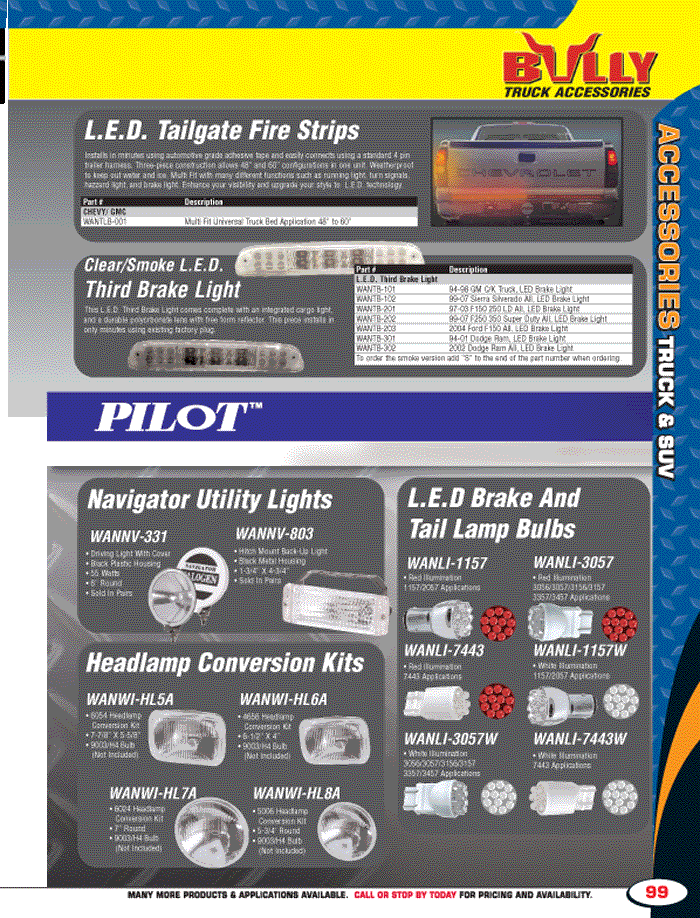 BULLY
TRUCK ACCESSORIES
ACCESSORIES TRUCK & SUV
L.E.D. Tailgate Fire Strips
Installs in minutes using automotive grade adhesive tape and easily connects using a standard 4 pin
trailer harness. Three-piece construction allows 48" and 60" configurations in one unit. Weatherproof
to keep out water and ice. Multi Fit with many different functions such as running light, turn signals,
hazzard light, and brake light. Enhance your visibility and upgrade your style to L.E.D. technology.
Part # Description
CHEVY/ GMC
WANTLB-001 Multi Fit Universal Truck Bed Application 48" to 60"
CHEVROLET
Clear/Smoke L.E.D.
Third Brake Light
This L.E.D. Third Brake Light comes complete with an integrated cargo light,
and a durable polycarbonate lens with free form reflector. This piece installs in
only minutes using existing factory plug.
Part # Description
L.E.D. Third Brake Light
WANTB-101 94-98 GM C/K Truck, LED Brake Light
WANTB-102 99-07 Sierra Silverado All, LED Brake Light
WANTB-201 97-03 F150 250 LD All, LED Brake Light
WANTB-202 99-07 F250 350 Super Duty All, LED Brake Light
WANTB-203 2004 Ford F150 All, LED Brake Light
WANTB-301 94-01 Dodge Ram, LED Brake Light
WANTB-302 2002 Dodge Ram All, LED Brake Light
To order the smoke version add "S" to the end of the part number when ordering
PILOT™
Navigator Utility Lights
WANNV-331
• Driving Light With Cover
• Black Plastic Housing
• 55 Watts
• 6" Round
• Sold In Pairs
NAVIGATOR
HALOGEN
WANNV-803
• Hitch Mount Back-Up Light
• Black Metal Housing
• 1-3/4" X 4-3/4"
• Sold In Pairs
Headlamp Conversion Kits
WANWI-HL5A
• 6054 Headlamp
Conversion Kit
• 7-7/8" X 5-5/8"
• 9003/H4 Bulb
(Not Included)
WANWI-HL6A
• 4656 Headlamp
Conversion Kit
• 6-1/2" X 4"
• 9003/H4 Bulb
(Not Included)
WANWI-HL7A
• 6024 Headlamp
Conversion Kit
• 7" Round
• 9003/H4 Bulb
(Not Included)
WANWI-HL8A
• 5006 Headlamp
Conversion Kit
• 5-3/4" Round
• 9003/H4 Bulb
(Not Included)
L.E.D Brake And
Tail Lamp Bulbs
WANLI-1157
• Red Illumination
1157/2057 Applications
WANLI-3057
• Red Illumination
3056/3057/3156/3157
3357/3457 Applications
WANLI-7443
• Red Illumination
7443 Applications
WANLI-1157W
• White Illumination
1157/2057 Applications
WANLI-3057W
• White Illumination
3056/3057/3156/3157
3357/3457 Applications
WANLI-7443W
• White Illumination
7443 Applications
MANY MORE PRODUCTS & APPLICATIONS AVAILABLE. CALL OR STOP BY TODAY FOR PRICING AND AVAILABILITY.
99